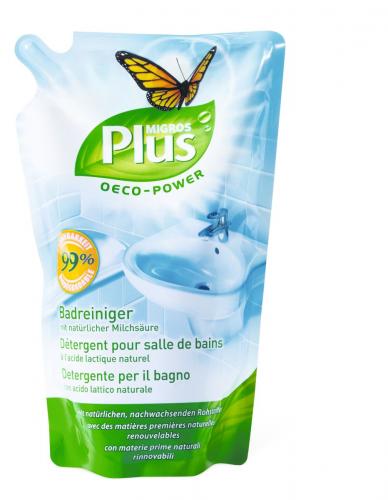 MIGROS
Plus
OECO-POWER
99%
Badreiniger
mit natürlicher Milchsäure
Détergent pour salle de bains
à l'acide lactique naturel
Detergente per il bagno
con acido lattico naturale
mit natürlichen, nachwachsenden
avec des matières premières
renouvelables
con materie prime naturali
rinnovabili